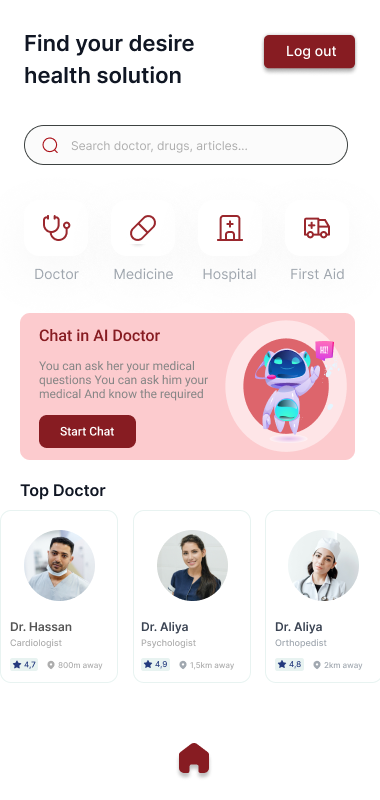 Find your desire
health solution
Log out
Search doctor, drugs, articles...
Doctor
Medicine
Hospital
First Aid
Chat in AI Doctor
You can ask her your medical
questions You can ask him your
medical And know the required
Start Chat
Top Doctor
Dr. Hassan
Cardiologist
4,7
800m away
Dr. Aliya
Psychologist
4,9
1,5km away
Dr. Aliya
Orthopedist
4,8
2km away